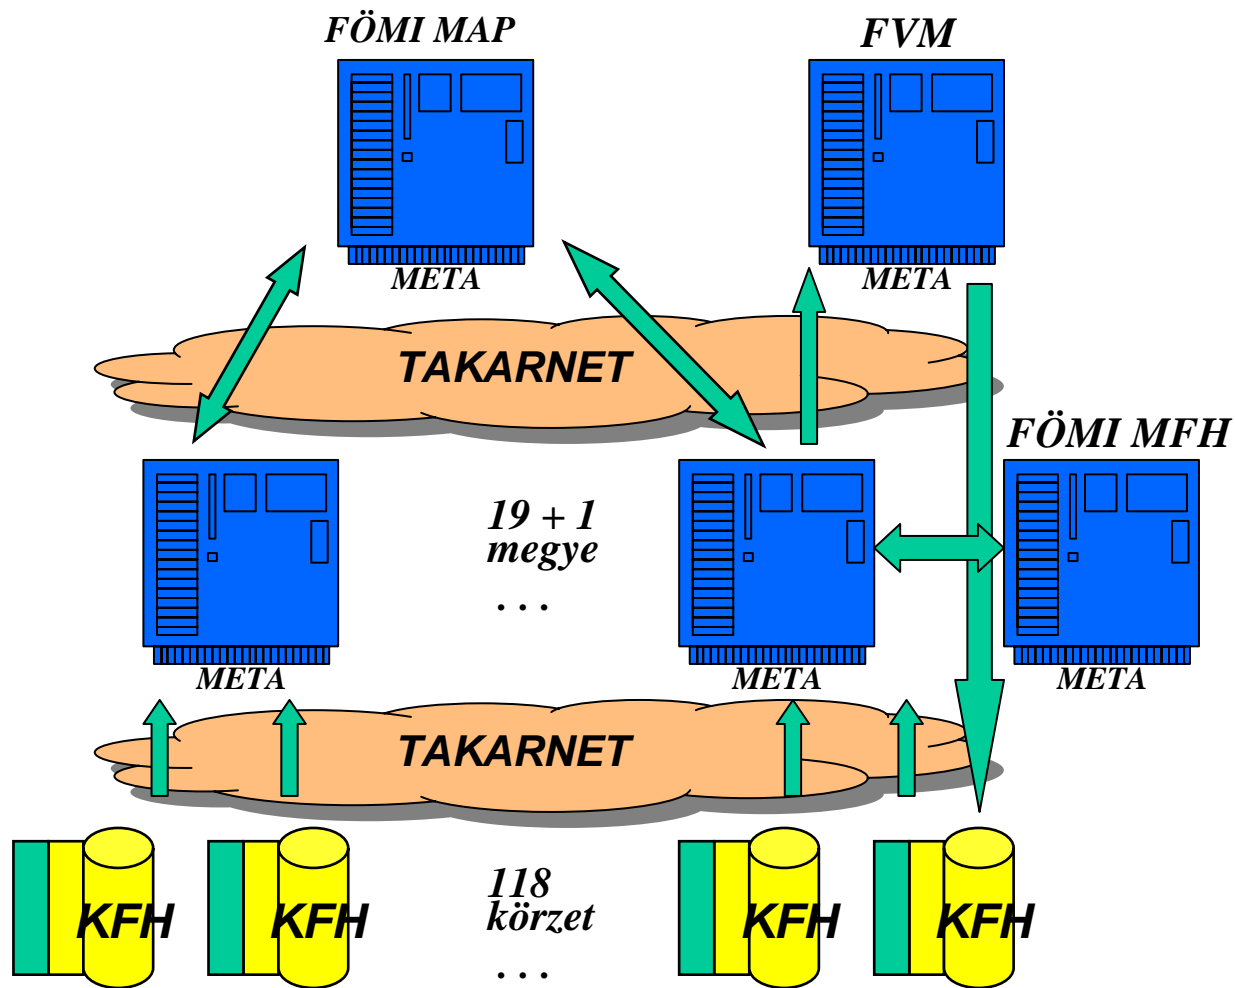 FÖMI MAP
FVM
META
META
TAKARNET
FÖMI MFH
19 + 1
megye
. . .
META
META
META
TAKARNET
118
körzet
. . .
KFH
KFH
KFH
KFH